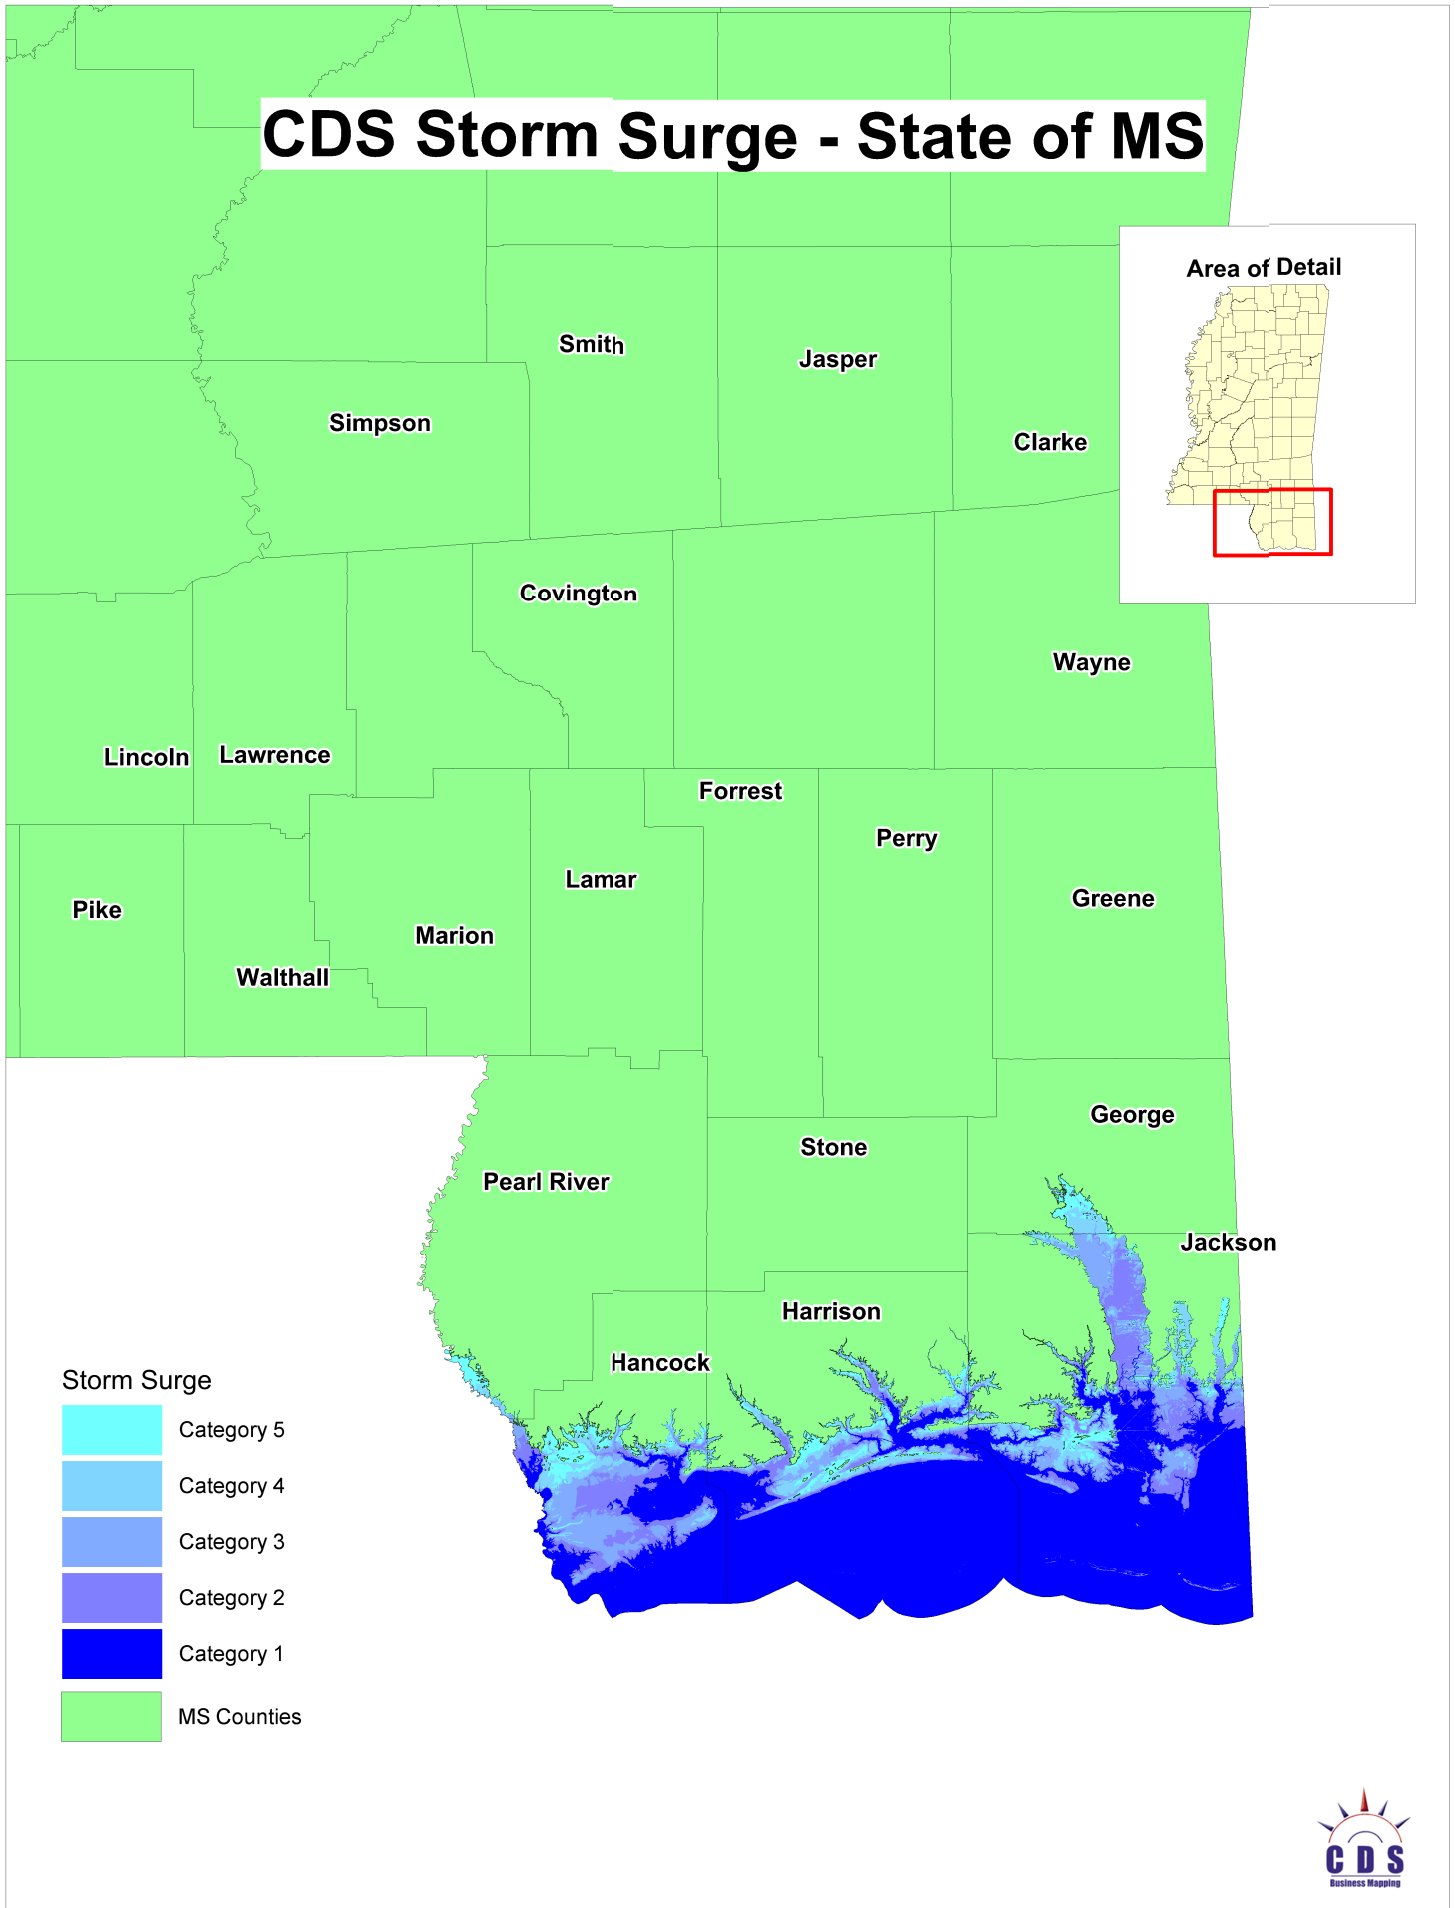 CDS Storm Surge - State of MS
Area of Detail
Smith
Jasper
Simpson
Clarke
Covington
Wayne
Lincoln
Lawrence
Forrest
Perry
Lamar
Greene
Pike
Marion
Walthall
George
Stone
Pearl River
Jackson
Harrison
Hancock
Storm Surge
Category 5
Category 4
Category 3
Category 2
Category 1
MS Counties
CDS
Business Mapping